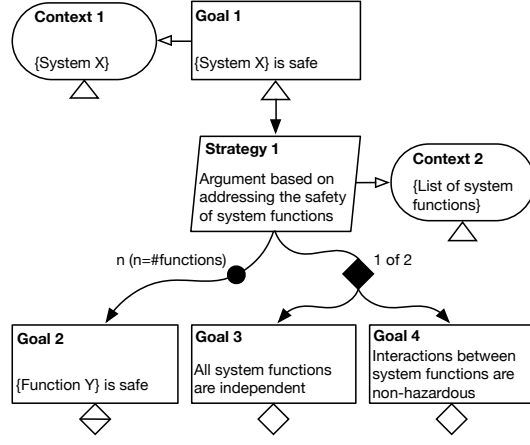 Context 1
{System X}
Goal 1
{System X} is safe
Strategy 1
Argument based on
addressing the safety
of system functions
Context 2
{List of system
functions}
n (n=#functions)
1 of 2
Goal 2
{Function Y} is safe
Goal 3
All system functions
are independent
Goal 4
Interactions between
system functions are
non-hazardous